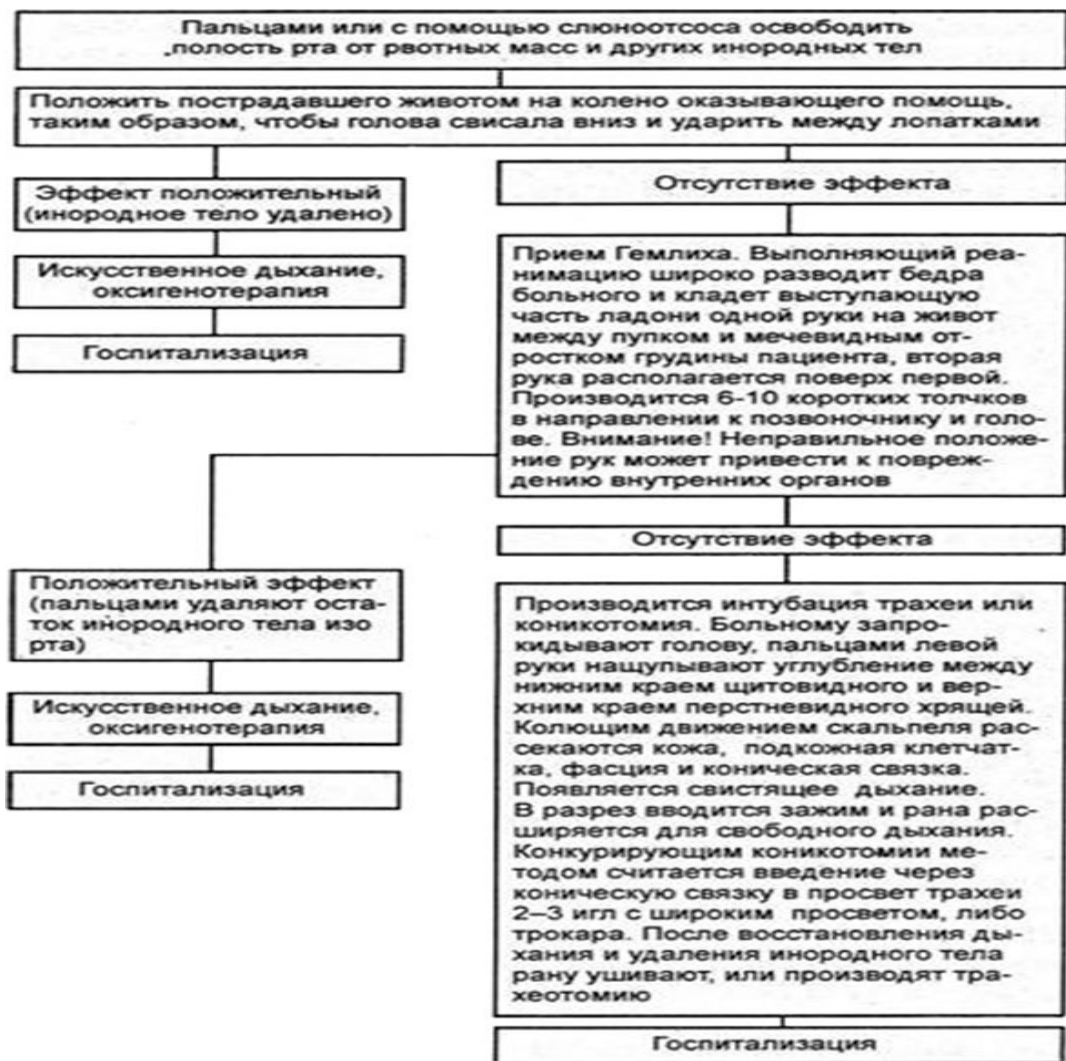 Пальцами или с помощью слюноотсоса освободить
полость рта от рвотных масс и других инородных тел
Положить пострадавшего животом на колено оказывающего помощь,
таким образом, чтобы голова свисала вниз и ударить между лопатками
Эффект положительный
(инородное тело удалено)
Искусственное дыхание,
оксигенотерапия
Госпитализация
Отсутствие эффекта
Прием Гемлиха. Выполняющий реа-
нимацию широко разводит бедра
больного и кладет выступающую
часть ладони одной руки на живот
между пупком и мечевидным от-
ростком грудины пациента, вторая
рука располагается поверх первой.
Производится 6-10 коротких толчков
в направлении к позвоночнику и голо-
ве. Внимание! Неправильное положе-
ние рук может привести к повреж-
дению внутренних органов
Положительный эффект
(пальцами удаляют оста-
ток инородного тела изо
рта)
Искусственное дыхание,
оксигенотерапия
Госпитализация
Отсутствие эффекта
Производится интубация трахеи или
коникотомия. Больному запро-
кидывают голову, пальцами левой
руки нащупывают углубление между
нижним краем щитовидного и вер-
хним краем перстневидного хрящей.
Колющим движением скальпеля рас-
секаются кожа, подкожная клетчат-
ка, фасция и коническая связка.
Появляется свистящее дыхание.
В разрез вводится зажим и рана рас-
ширяется для свободного дыхания.
Конкурирующим коникотомии ме-
тодом считается введение через
коническую связку в просвет трахеи
2–3 игл с широким просветом, либо
трокара. После восстановления ды-
хания и удаления инородного тела
рану ушивают, или производят тра-
хеотомию
Госпитализация